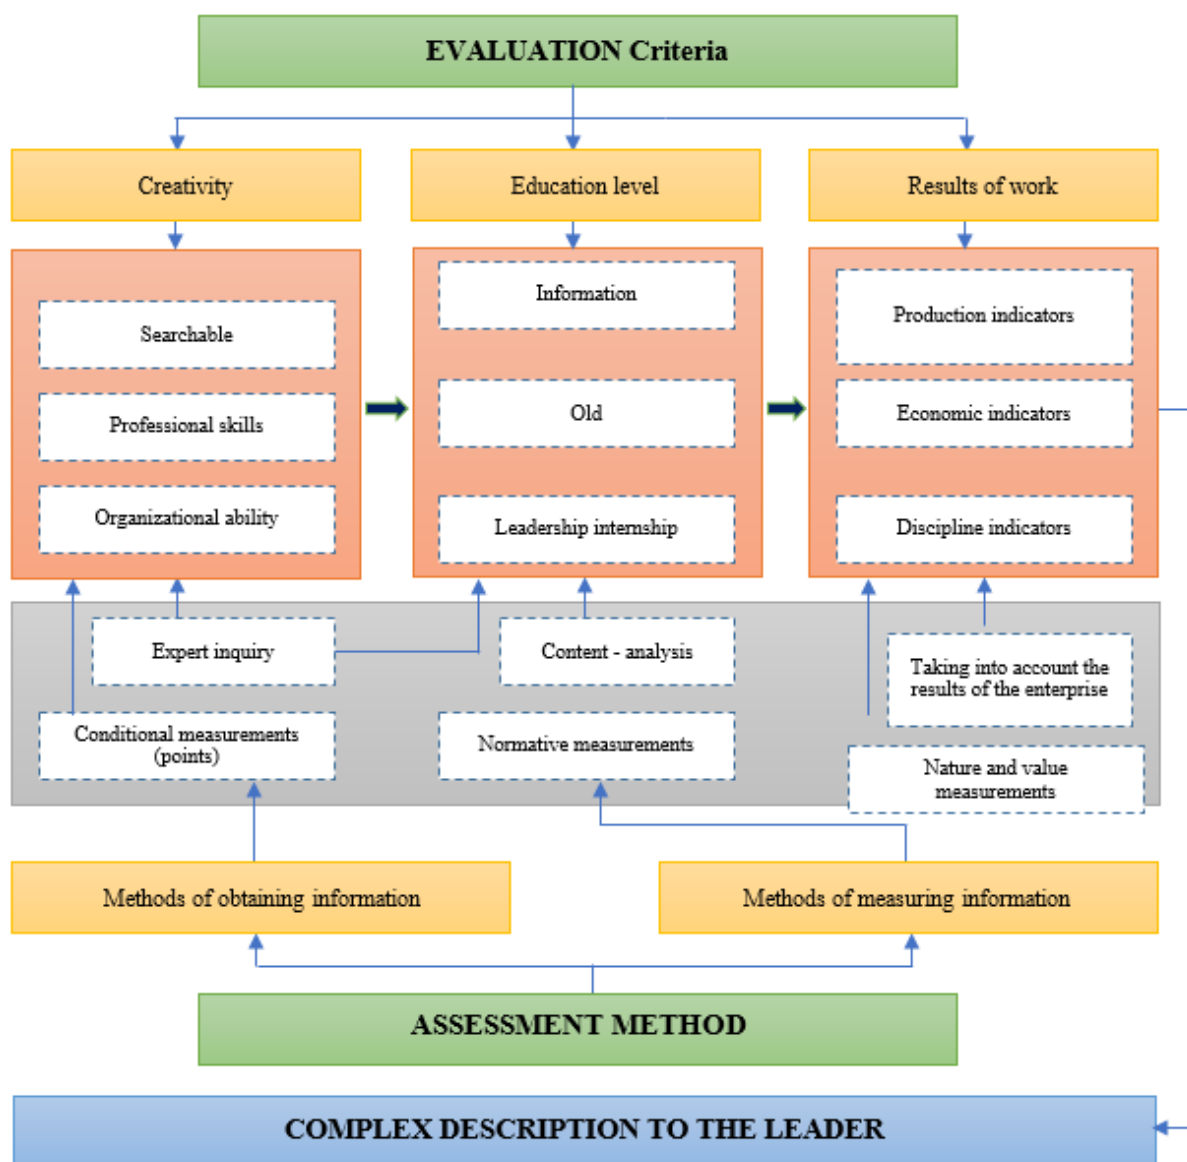 EVALUATION Criteria
Creativity
Education level
Results of work
Searchable
Professional skills
Organizational ability
Information
Old
Leadership internship
Production indicators
Economic indicators
Discipline indicators
Expert inquiry
Content - analysis
Taking into account the
results of the enterprise
Conditional measurements
(points)
Normative measurements
Nature and value
measurements
Methods of obtaining information
Methods of measuring information
ASSESSMENT METHOD
COMPLEX DESCRIPTION TO THE LEADER